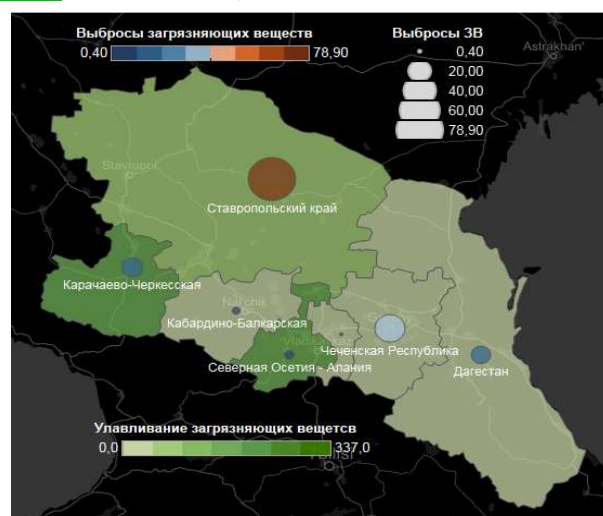 Выбросы загрязняющих веществ
0,40 78,90
Выбросы ЗВ
0,40
20,00
40,00
60,00
78,90
Astrakhan'
Stavropol
Ставропольский край
Карачаево-Черкесская
Nal'chik
Кабардино-Балкарская
Vladikavkaz
Чеченская Республика
Северная Осетия - Алания
Дагестан
Улавливание загрязняющих вещетсв
0,0 337,0